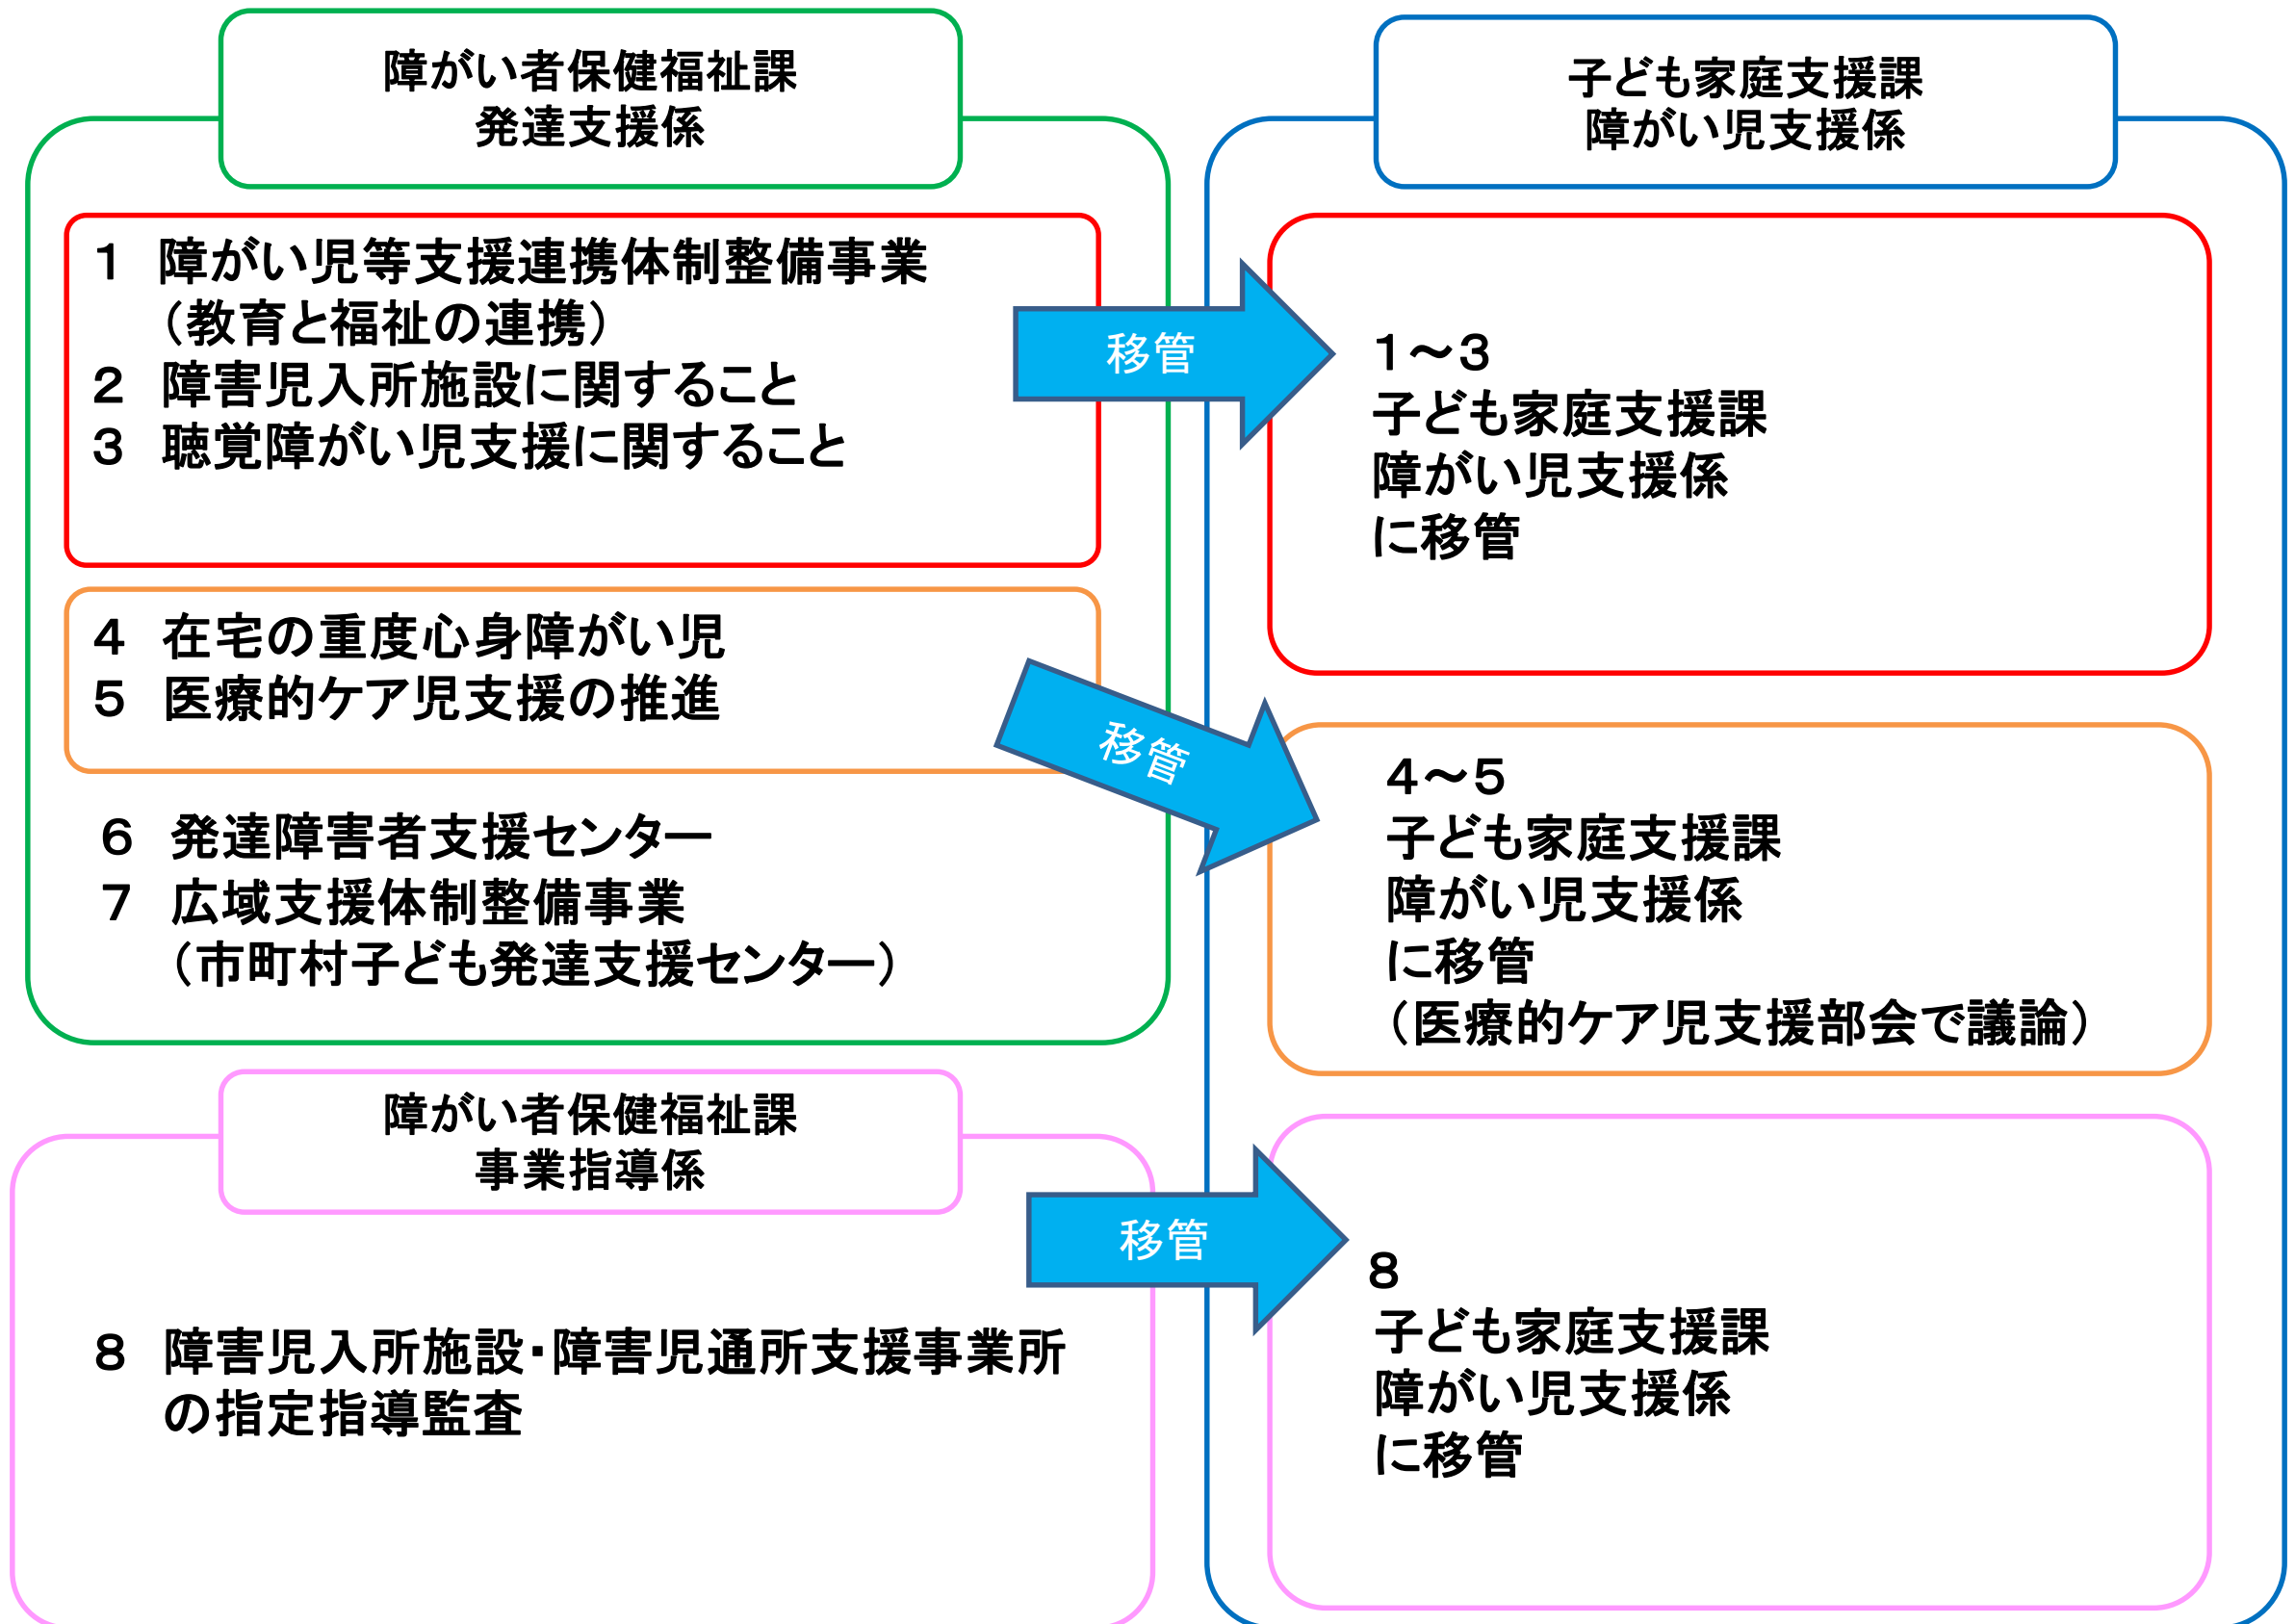 障がい者保健福祉課
発達支援係
1 障がい児等支援連携体制整備事業
(教育と福祉の連携)
2 障害児入所施設に関すること
3 聴覚障がい児支援に関すること
4 在宅の重度心身障がい児
5 医療的ケア児支援の推進
6 発達障害者支援センター
7 広域支援体制整備事業
(市町村子ども発達支援センター)
障がい者保健福祉課
事業指導係
8 障害児入所施設・障害児通所支援事業所
の指定指導監査
移管
移管
移管
子ども家庭支援課
障がい児支援係
1~3
子ども家庭支援課
障がい児支援係
に移管
4~5
子ども家庭支援課
障がい児支援係
に移管
(医療的ケア児支援部会で議論)
8
子ども家庭支援課
障がい児支援係
に移管